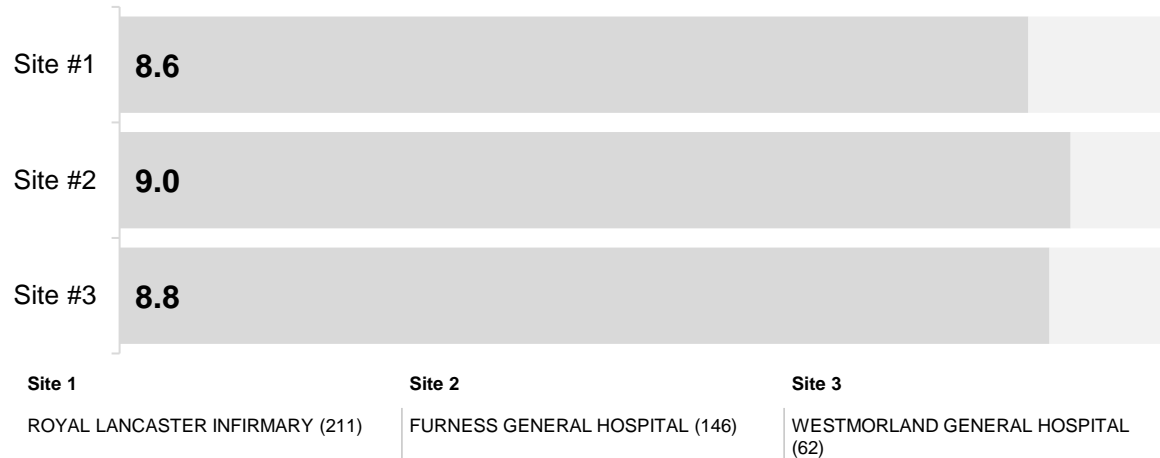 Site #1 8.6
Site #2 9.0
Site #3 8.8
Site 1 Site 2 Site 3
ROYAL LANCASTER INFIRMARY (211) FURNESS GENERAL HOSPITAL (146) WESTMORLAND GENERAL HOSPITAL
(62)